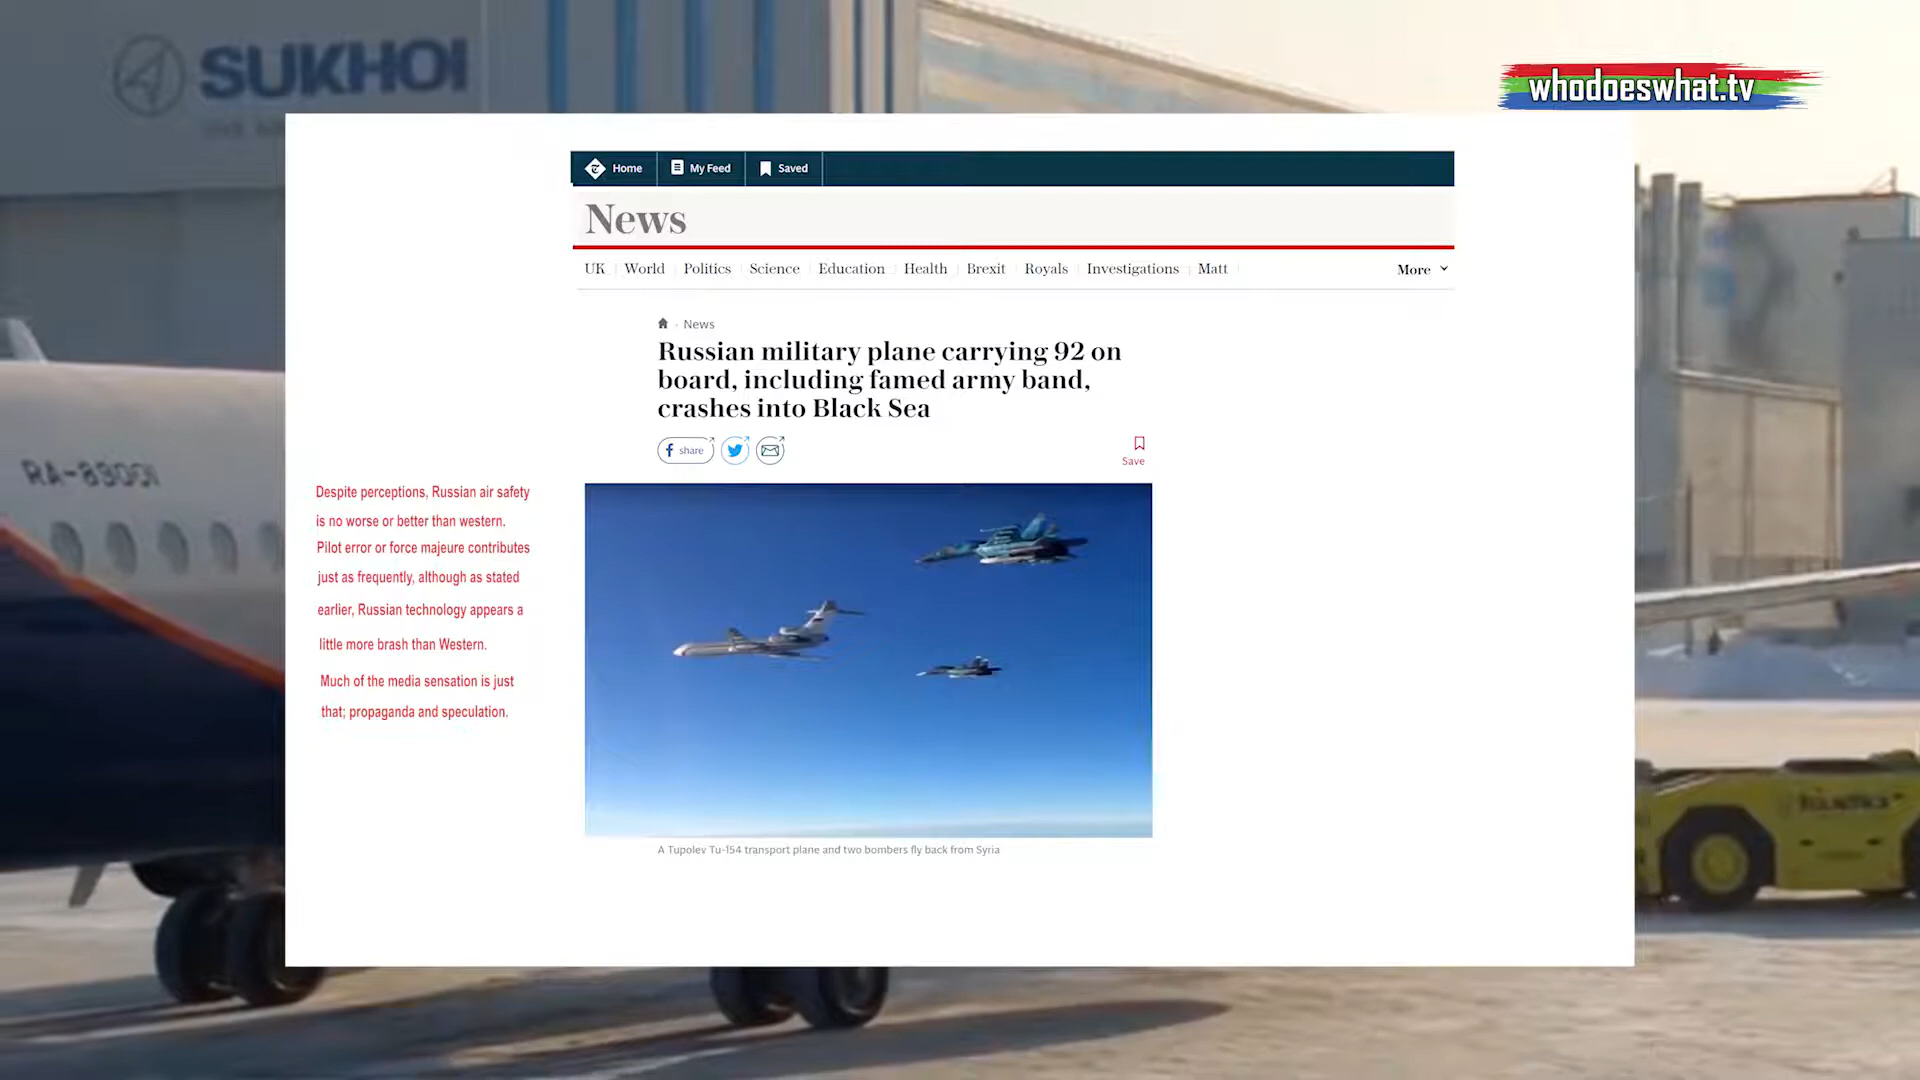 SUKHOI
whodoeswhat.tv
Home
My Feed
Saved
News
UK
World
Politics
Science
Education
Health
Brexit
Royals
Investigations
Matt
More
News
Russian military plane carrying 92 on
board, including famed army band,
crashes into Black Sea
share
Save
RA-89001
Despite perceptions, Russian air safety
is no worse or better than western.
Pilot error or force majeure contributes
just as frequently, although as stated
earlier, Russian technology appears a
little more brash than Western.
Much of the media sensation is just
that; propaganda and speculation.
A Tupolev Tu-154 transport plane and two bombers fly back from Syria